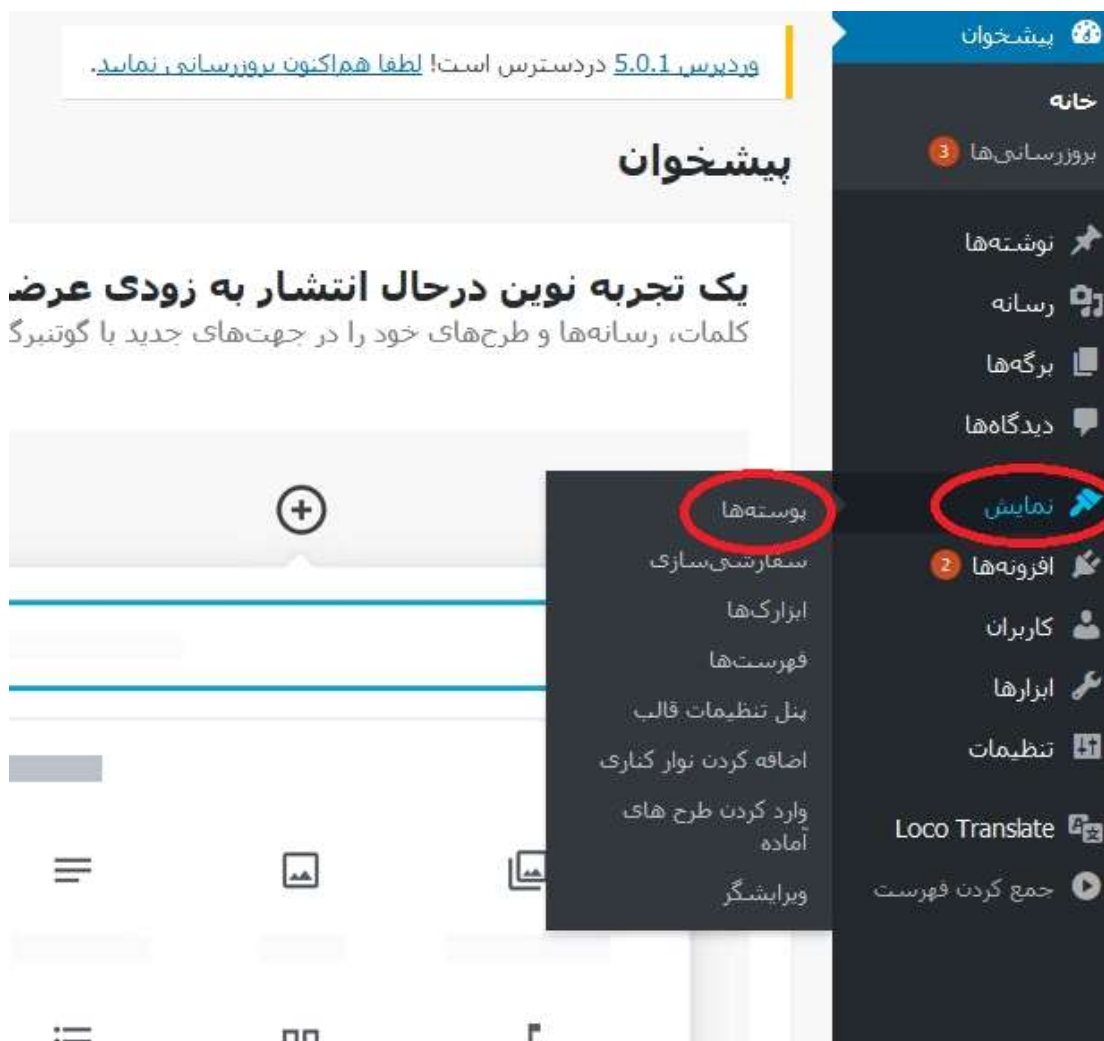 پیشخوان
خانه
بروزرسانی‌ها 3
نوشته‌ها
رسانه
برگه‌ها
دیدگاه‌ها
نمایش
افزونه‌ها 2
کاربران
ابزارها
تنظیمات
Loco Translate
جمع کردن فهرست
پوسته‌ها
سفارشی‌سازی
ابزارک‌ها
فهرست‌ها
پنل تنظیمات قالب
اضافه کردن نوار کناری
وارد کردن طرح های
آماده
ویرایشگر
وردپرس 5.0.1 دردسترس است! لطفا هم‌اکنون بروزرسانی نمایید.
پیشخوان
یک تجربه نوین درحال انتشار به زودی عرض
کلمات، رسانه‌ها و طرح‌های خود را در جهت‌های جدید با گوتنبرگ